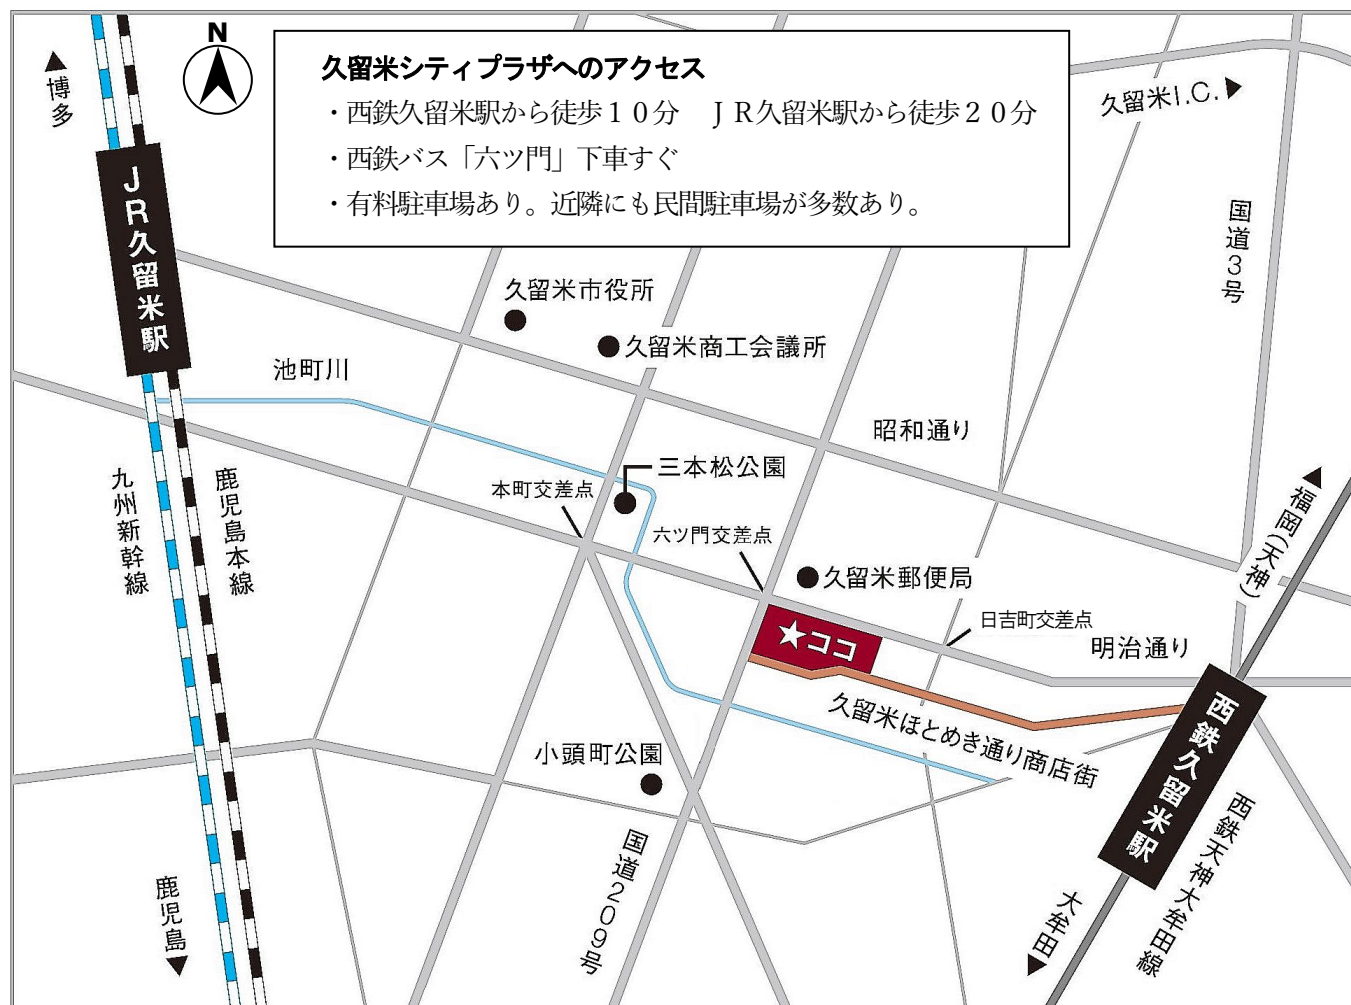 N
久留米シティプラザへのアクセス
・西鉄久留米駅から徒歩１０分　ＪＲ久留米駅から徒歩２０分
・西鉄バス「六ツ門」下車すぐ
・有料駐車場あり。近隣にも民間駐車場が多数あり。
博多
久留米I.C.
JR久留米駅
国道3号
久留米市役所
久留米商工会議所
池町川
昭和通り
三本松公園
本町交差点
九州新幹線
鹿児島本線
六ツ門交差点
福岡(天神)
久留米郵便局
日吉町交差点
★ココ
明治通り
久留米ほとめき通り商店街
西鉄久留米駅
小頭町公園
国道209号
西鉄天神大牟田線
鹿児島
大牟田